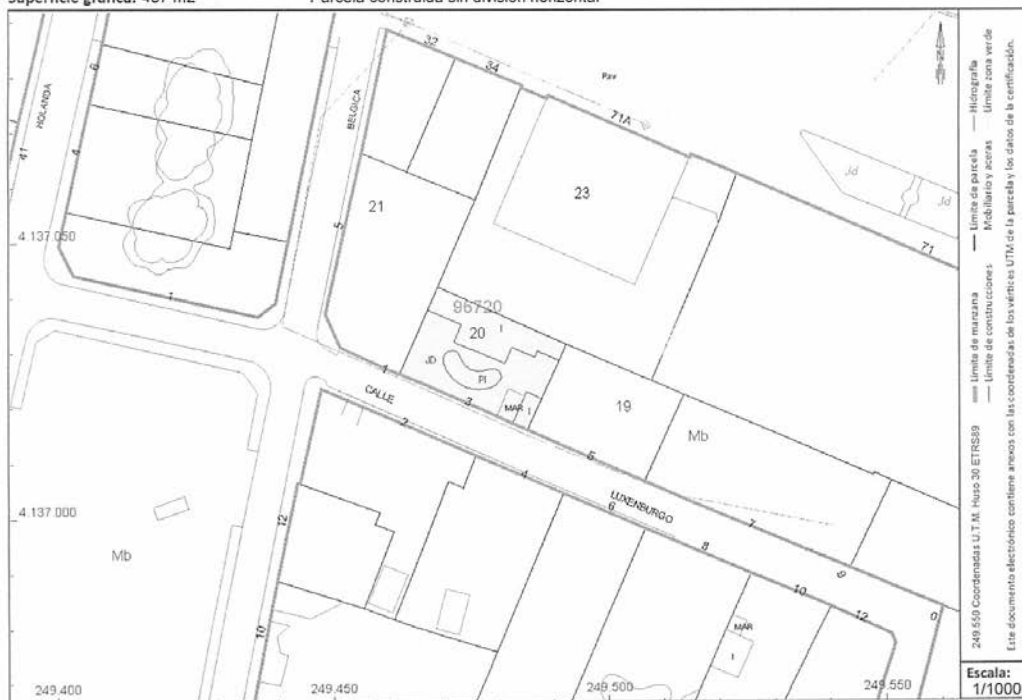 Superficie gráfica: 437 m2
Parcela construida sin división horizontal
32
34
71A
71
Jd
Jd
HOLANDA
BELGICA
6
4
41
5
21
23
4.137.050
1
96720
20
I
JD
PI
MAR
I
1
3
CALLE
19
Mb
2
4
5
LUXENBURGO
6
7
8
9
10
12
0
4.137.000
Mb
12
10
MAR
I
249.400
249.450
249.500
249.550
Límite de manzana
Límite de parcela
Hidrografía
Límite de construcciones
Mobiliario y aceras
Límite zona verde
249.550 Coordenadas U.T.M. Huso 30 ETRS89
Este documento electrónico contiene anexos con las coordenadas de los vértices UTM de la parcela y los datos de la certificación.
Escala:
1/1000